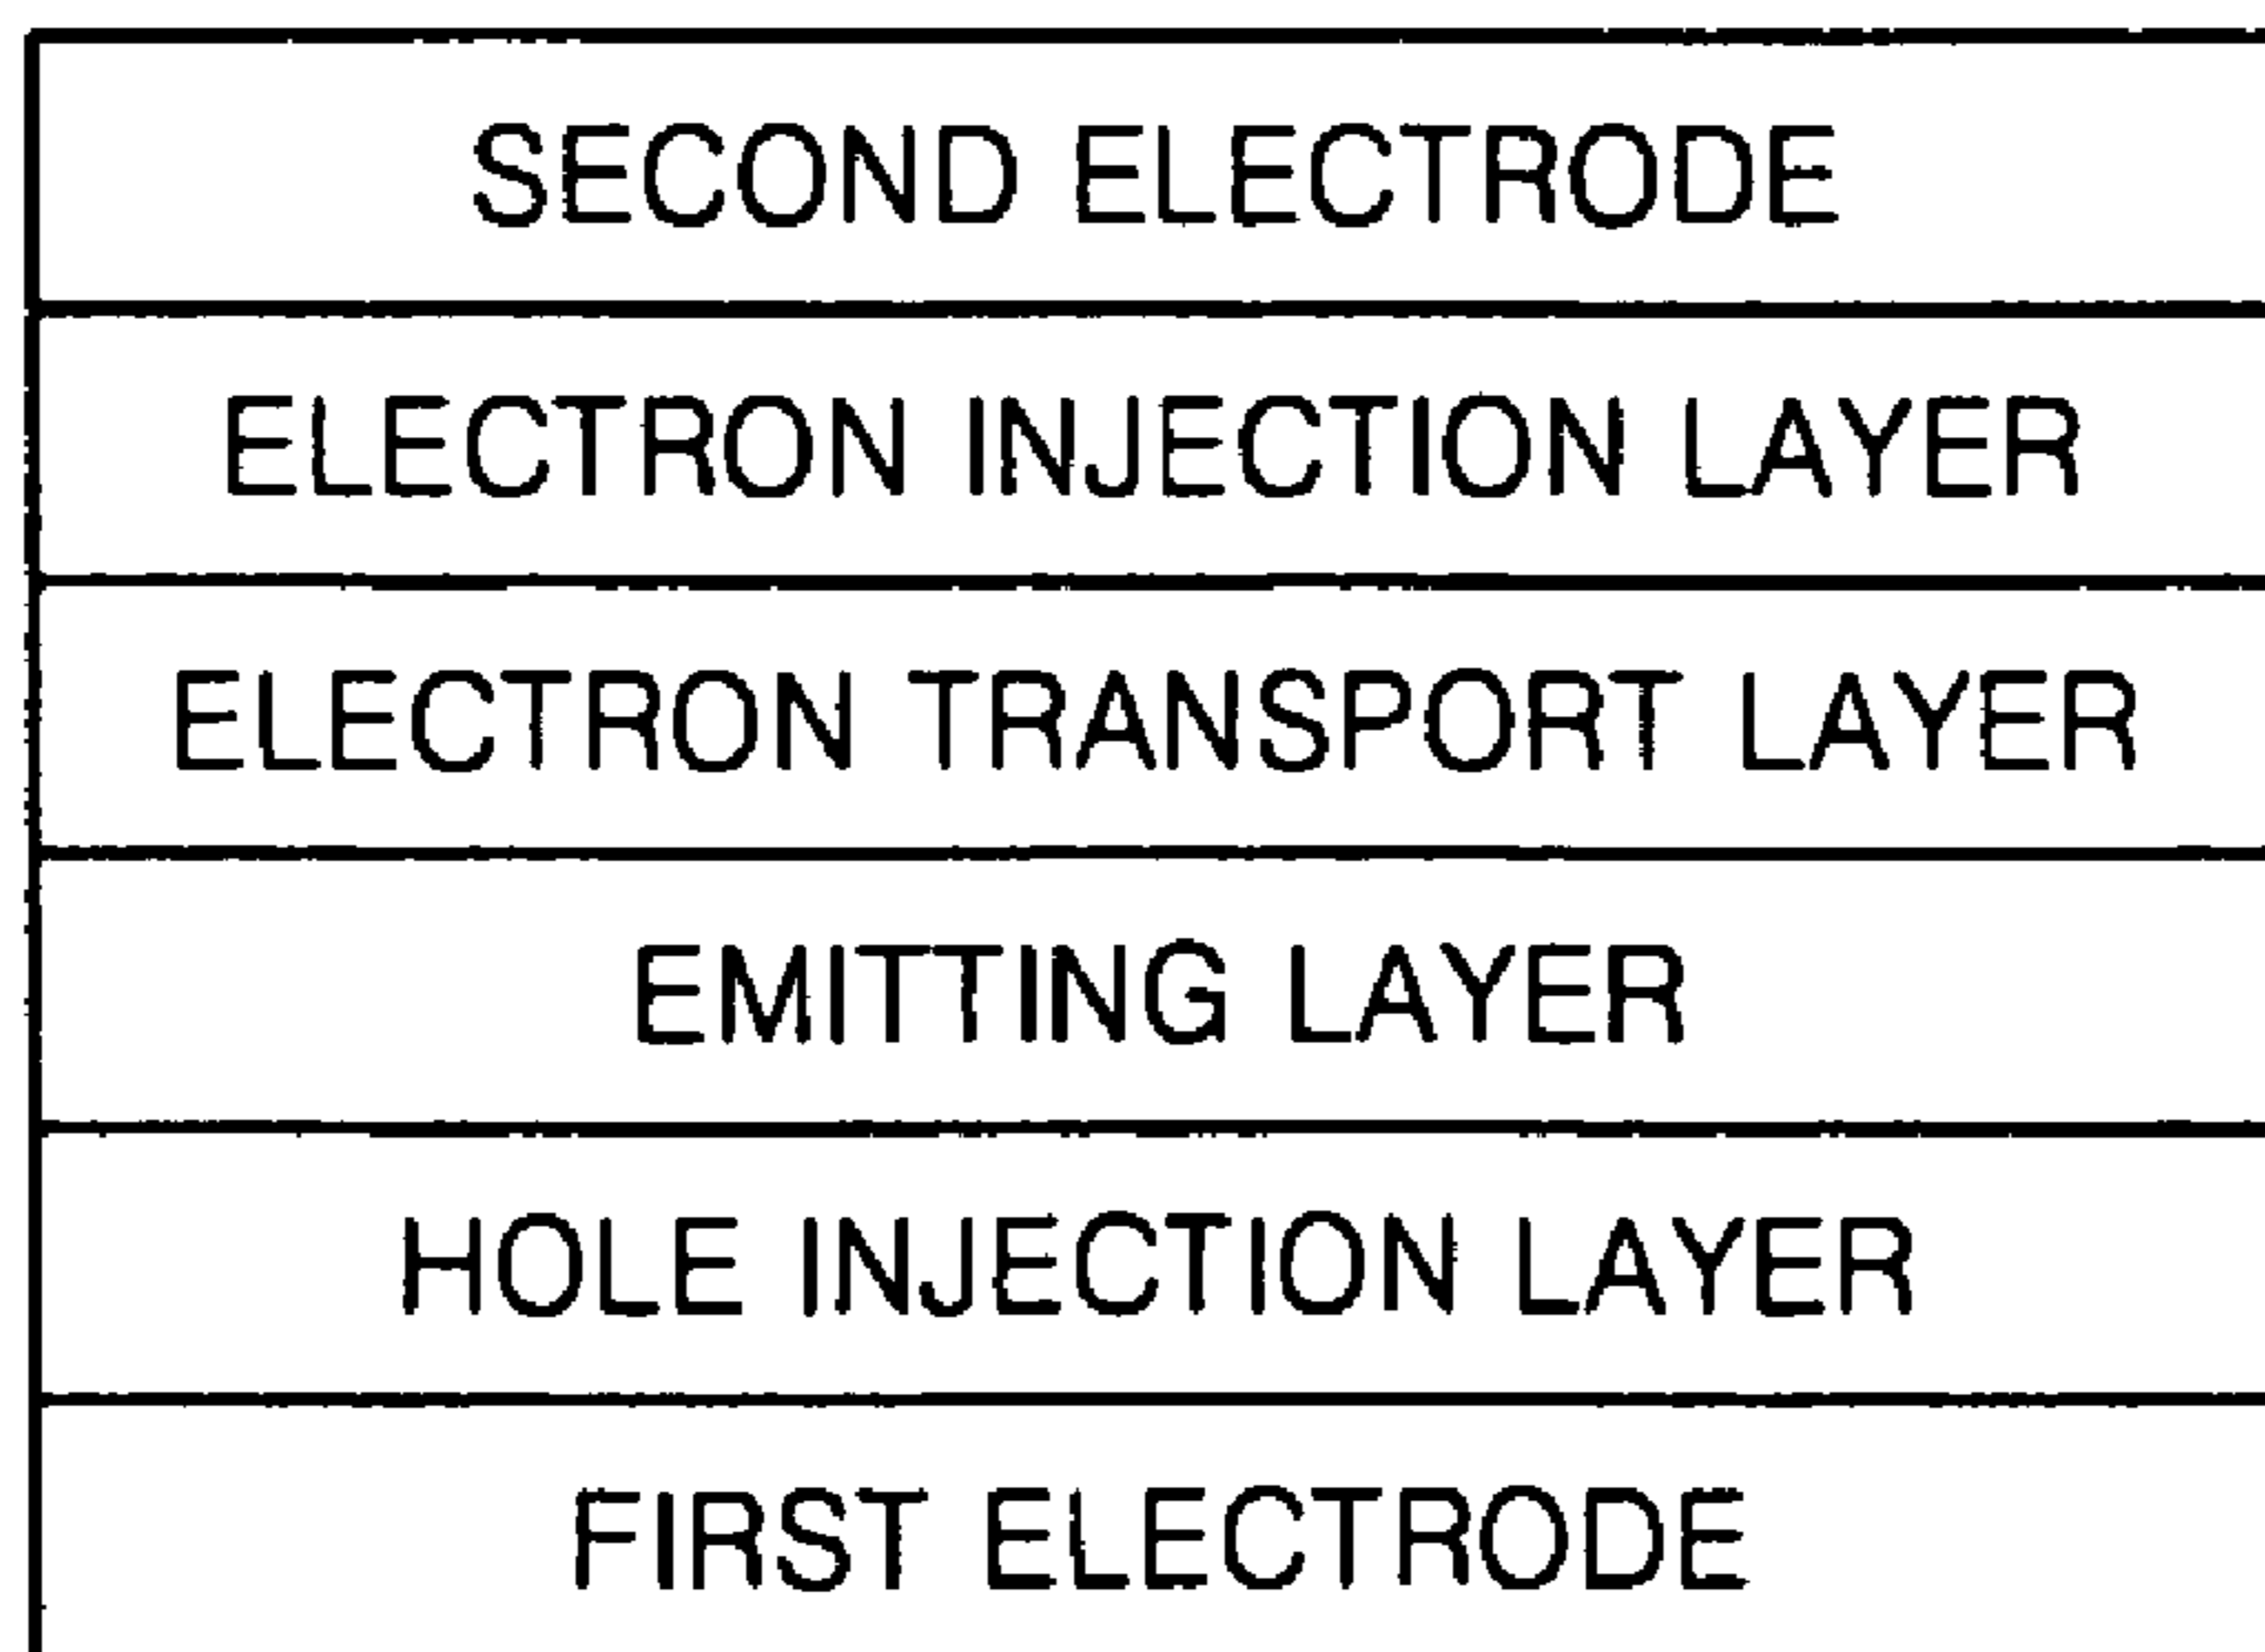 SECOND ELECTRODE
ELECTRON INJECTION LAYER
ELECTRON TRANSPORT LAYER
EMITTING LAYER
HOLE INJECTION LAYER
FIRST ELECTRODE